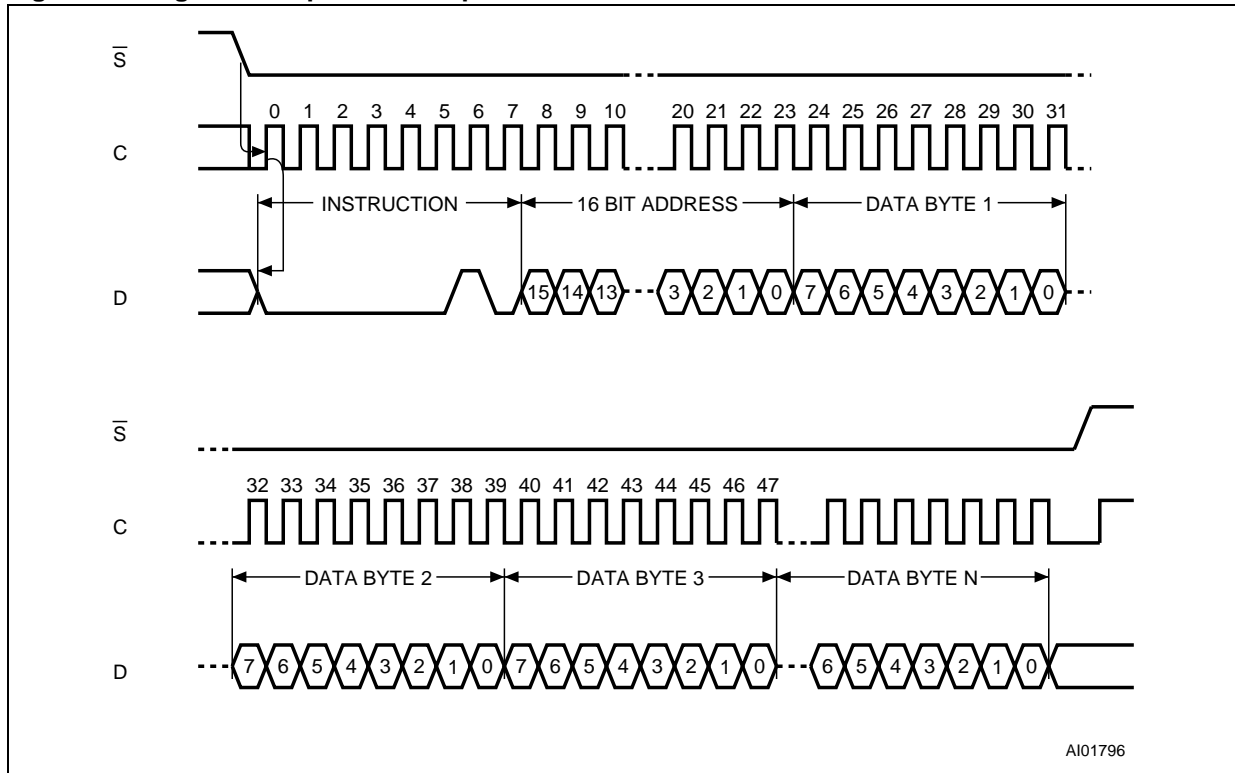 S
0 1 2 3 4 5 6 7 8 9 10 20 21 22 23 24 25 26 27 28 29 30 31
C
INSTRUCTION 16 BIT ADDRESS DATA BYTE 1
D 15 14 13 3 2 1 0 7 6 5 4 3 2 1 0
S
32 33 34 35 36 37 38 39 40 41 42 43 44 45 46 47
C
DATA BYTE 2 DATA BYTE 3 DATA BYTE N
D 7 6 5 4 3 2 1 0 7 6 5 4 3 2 1 0 6 5 4 3 2 1 0
AI01796